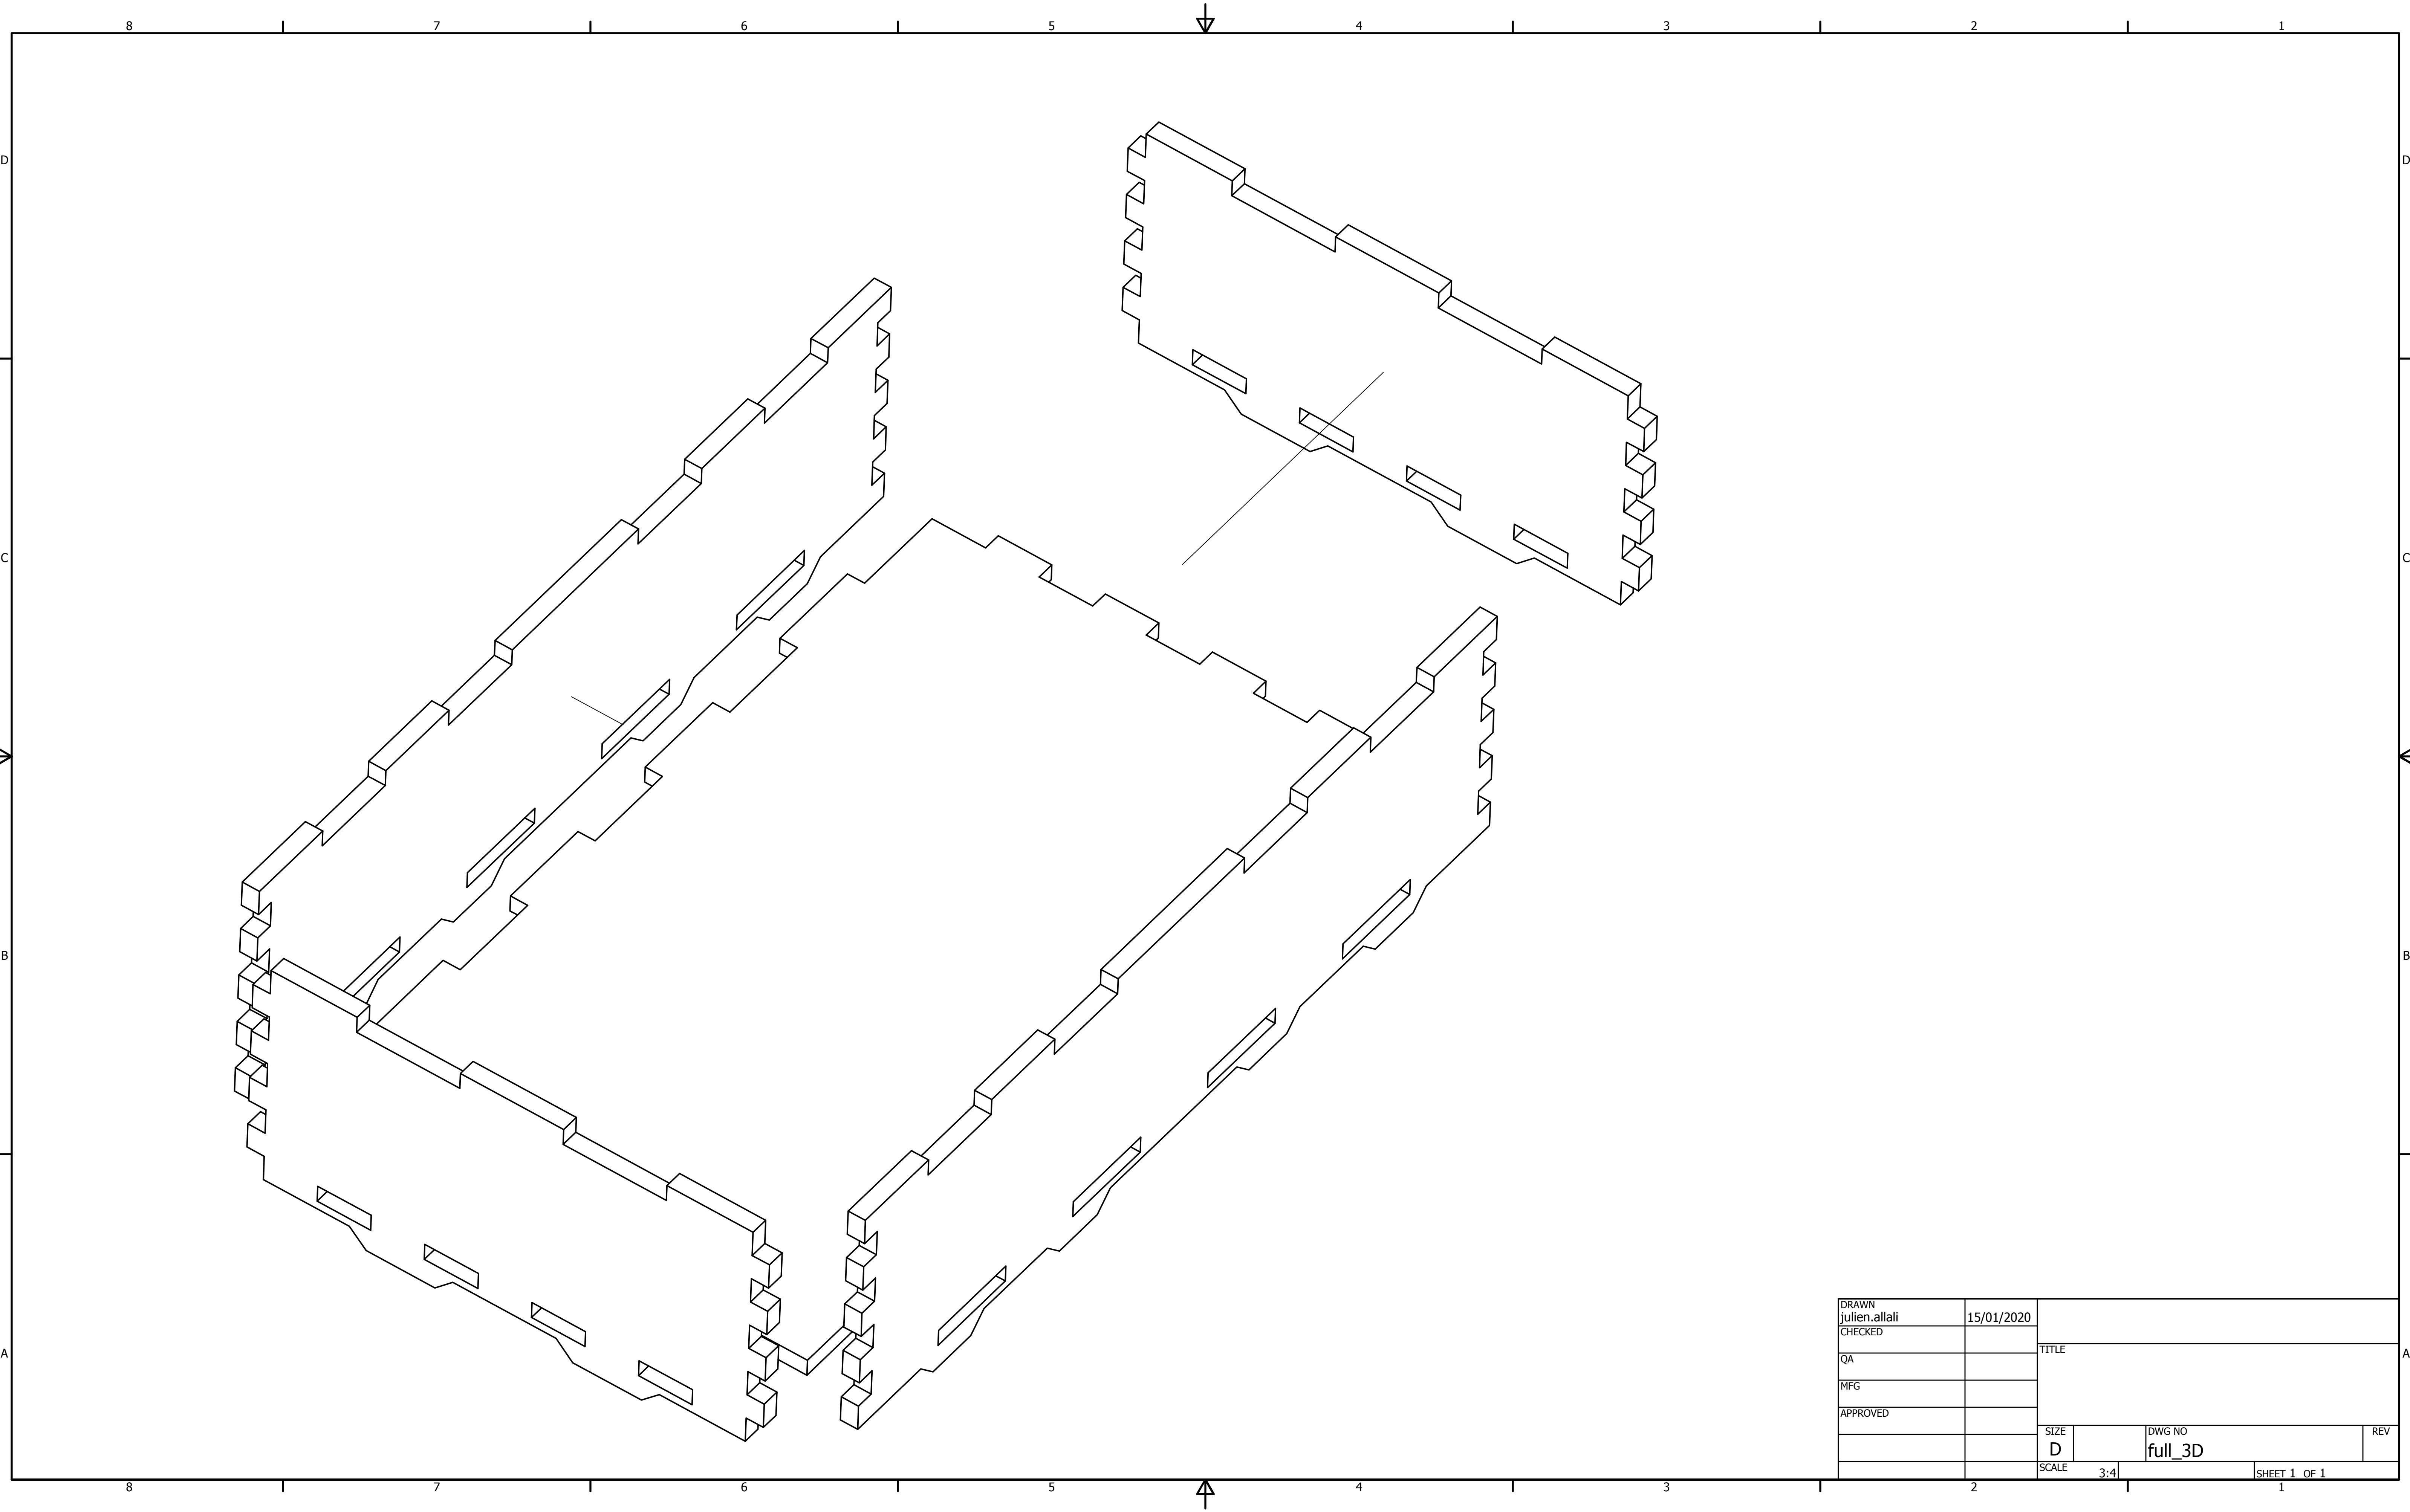 8 7 6 5 4 3 2 1
D D
C C
B B
A A
DRAWN
julien.allali 15/01/2020
CHECKED
TITLE
QA
MFG
APPROVED
SIZE DWG NO REV
D full_3D
SCALE 3:4 SHEET 1 OF 1
8 7 6 5 4 3 2 1